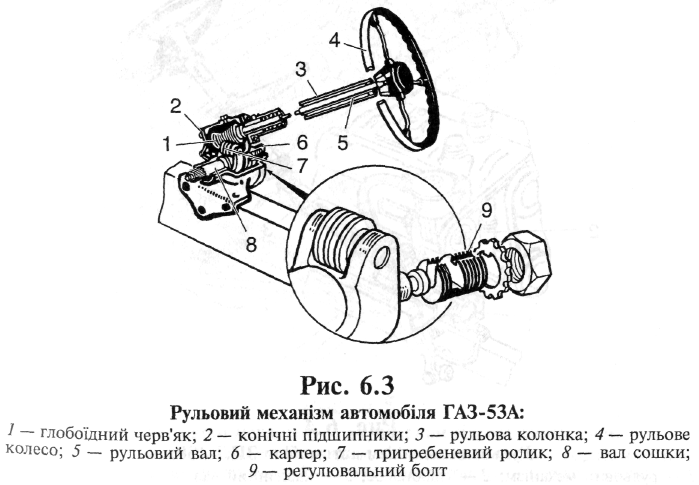 4
3
2
1
6
5
7
8
9
Рис. 6.3
Рульовий механізм автомобіля ГАЗ-53А:
1 — глобоїдний черв'як; 2 — конічні підшипники; 3 — рульова колонка; 4 — рульове
колесо; 5 — рульовий вал; 6 — картер; 7 — тригребеневий ролик; 8 — вал сошки;
9 — регулювальний болт